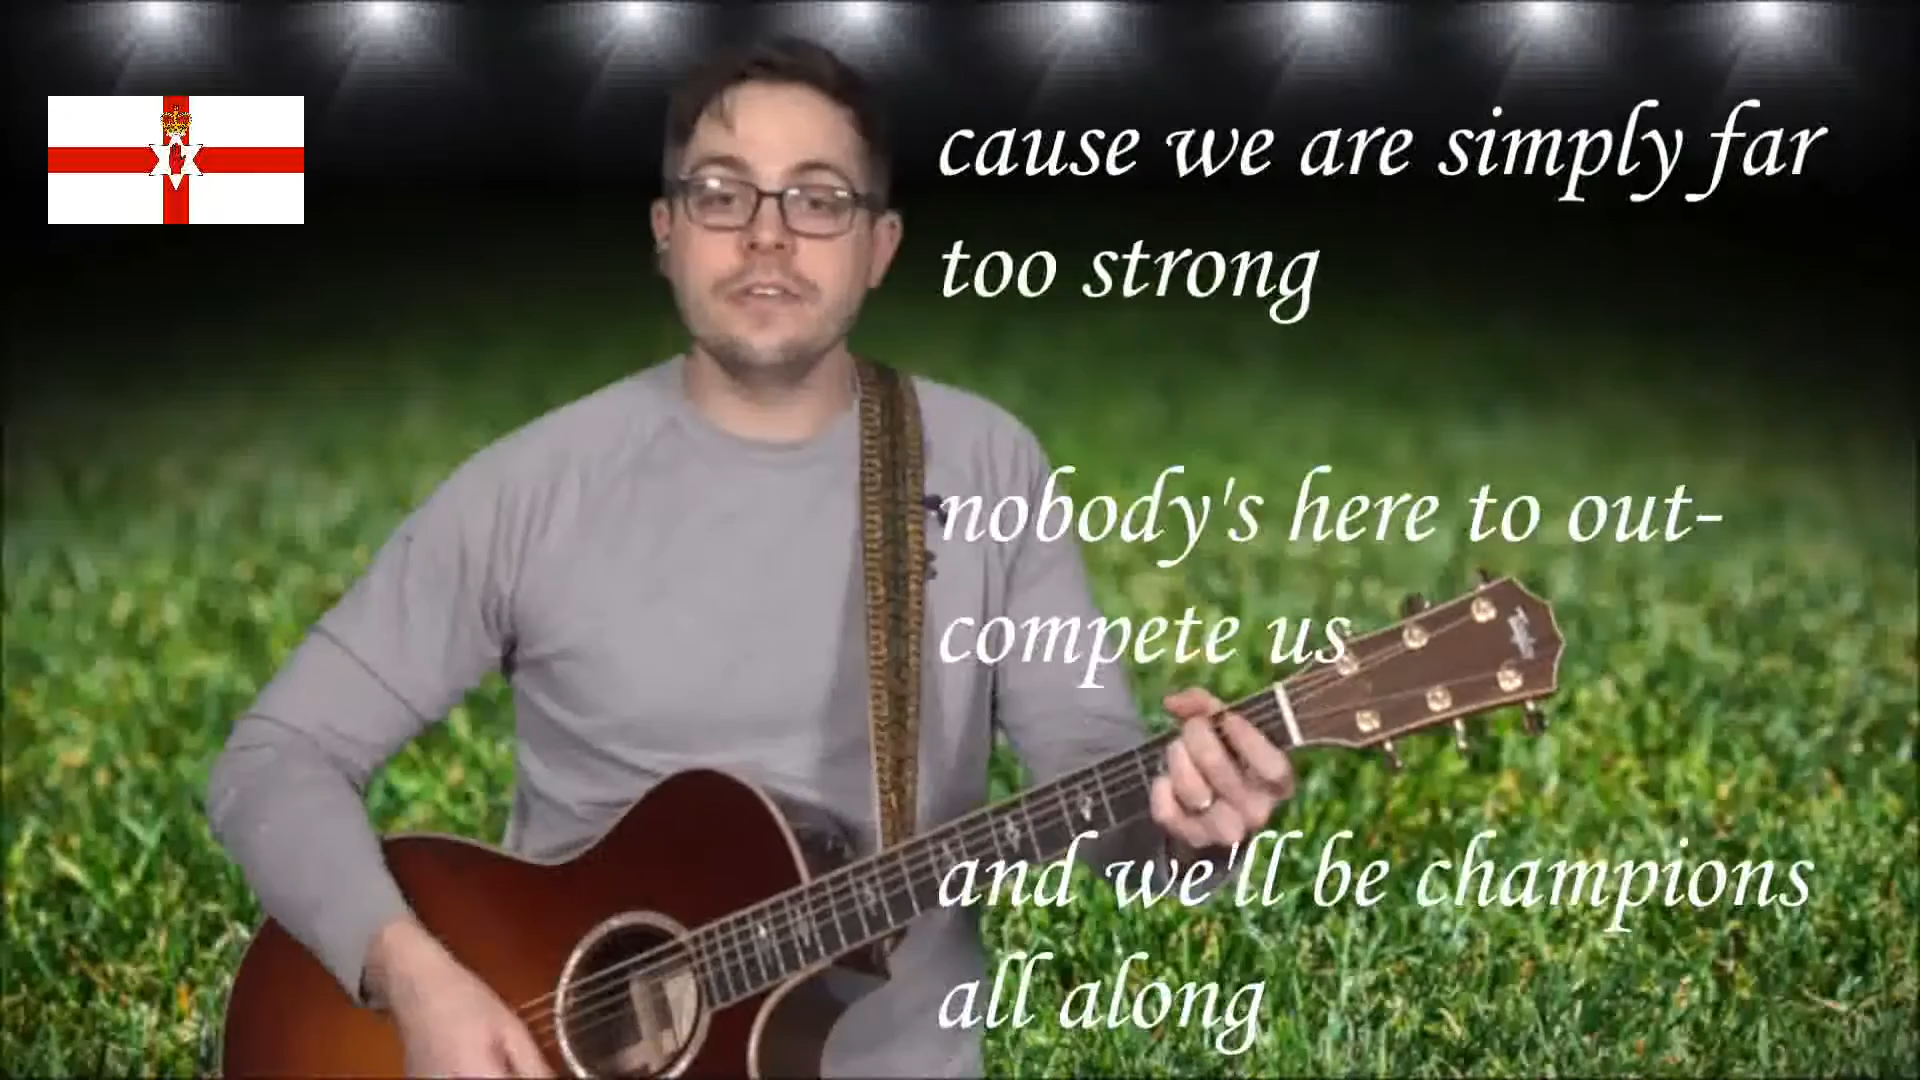 cause we are simply far
too strong
nobody's here to out-
compete us
and we'll be champions
all along